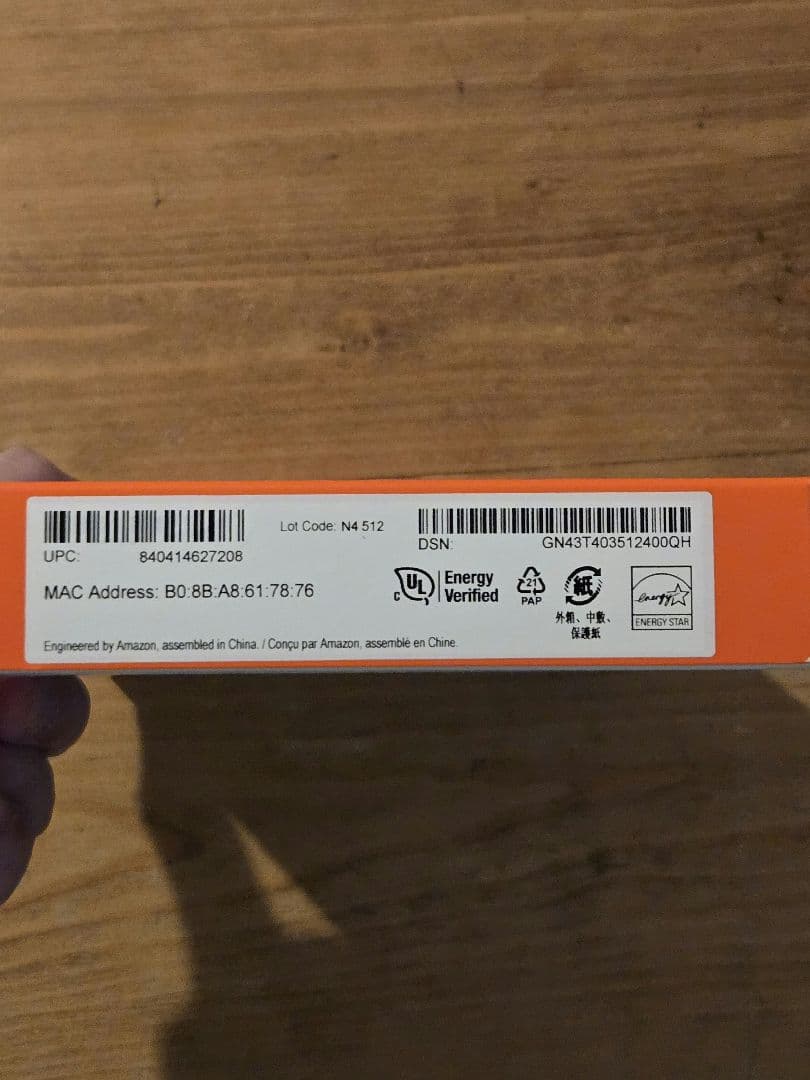 UPC: 840414627208
Lot Code: N4 512
DSN: GN43T403512400QH
MAC Address: B0:8B:A8:61:78:76
c UL Energy Verified
21
PAP
紙
外箱、中敷、
保護紙
energy
ENERGY STAR
Engineered by Amazon, assembled in China. / Conçu par Amazon, assemblé en Chine.